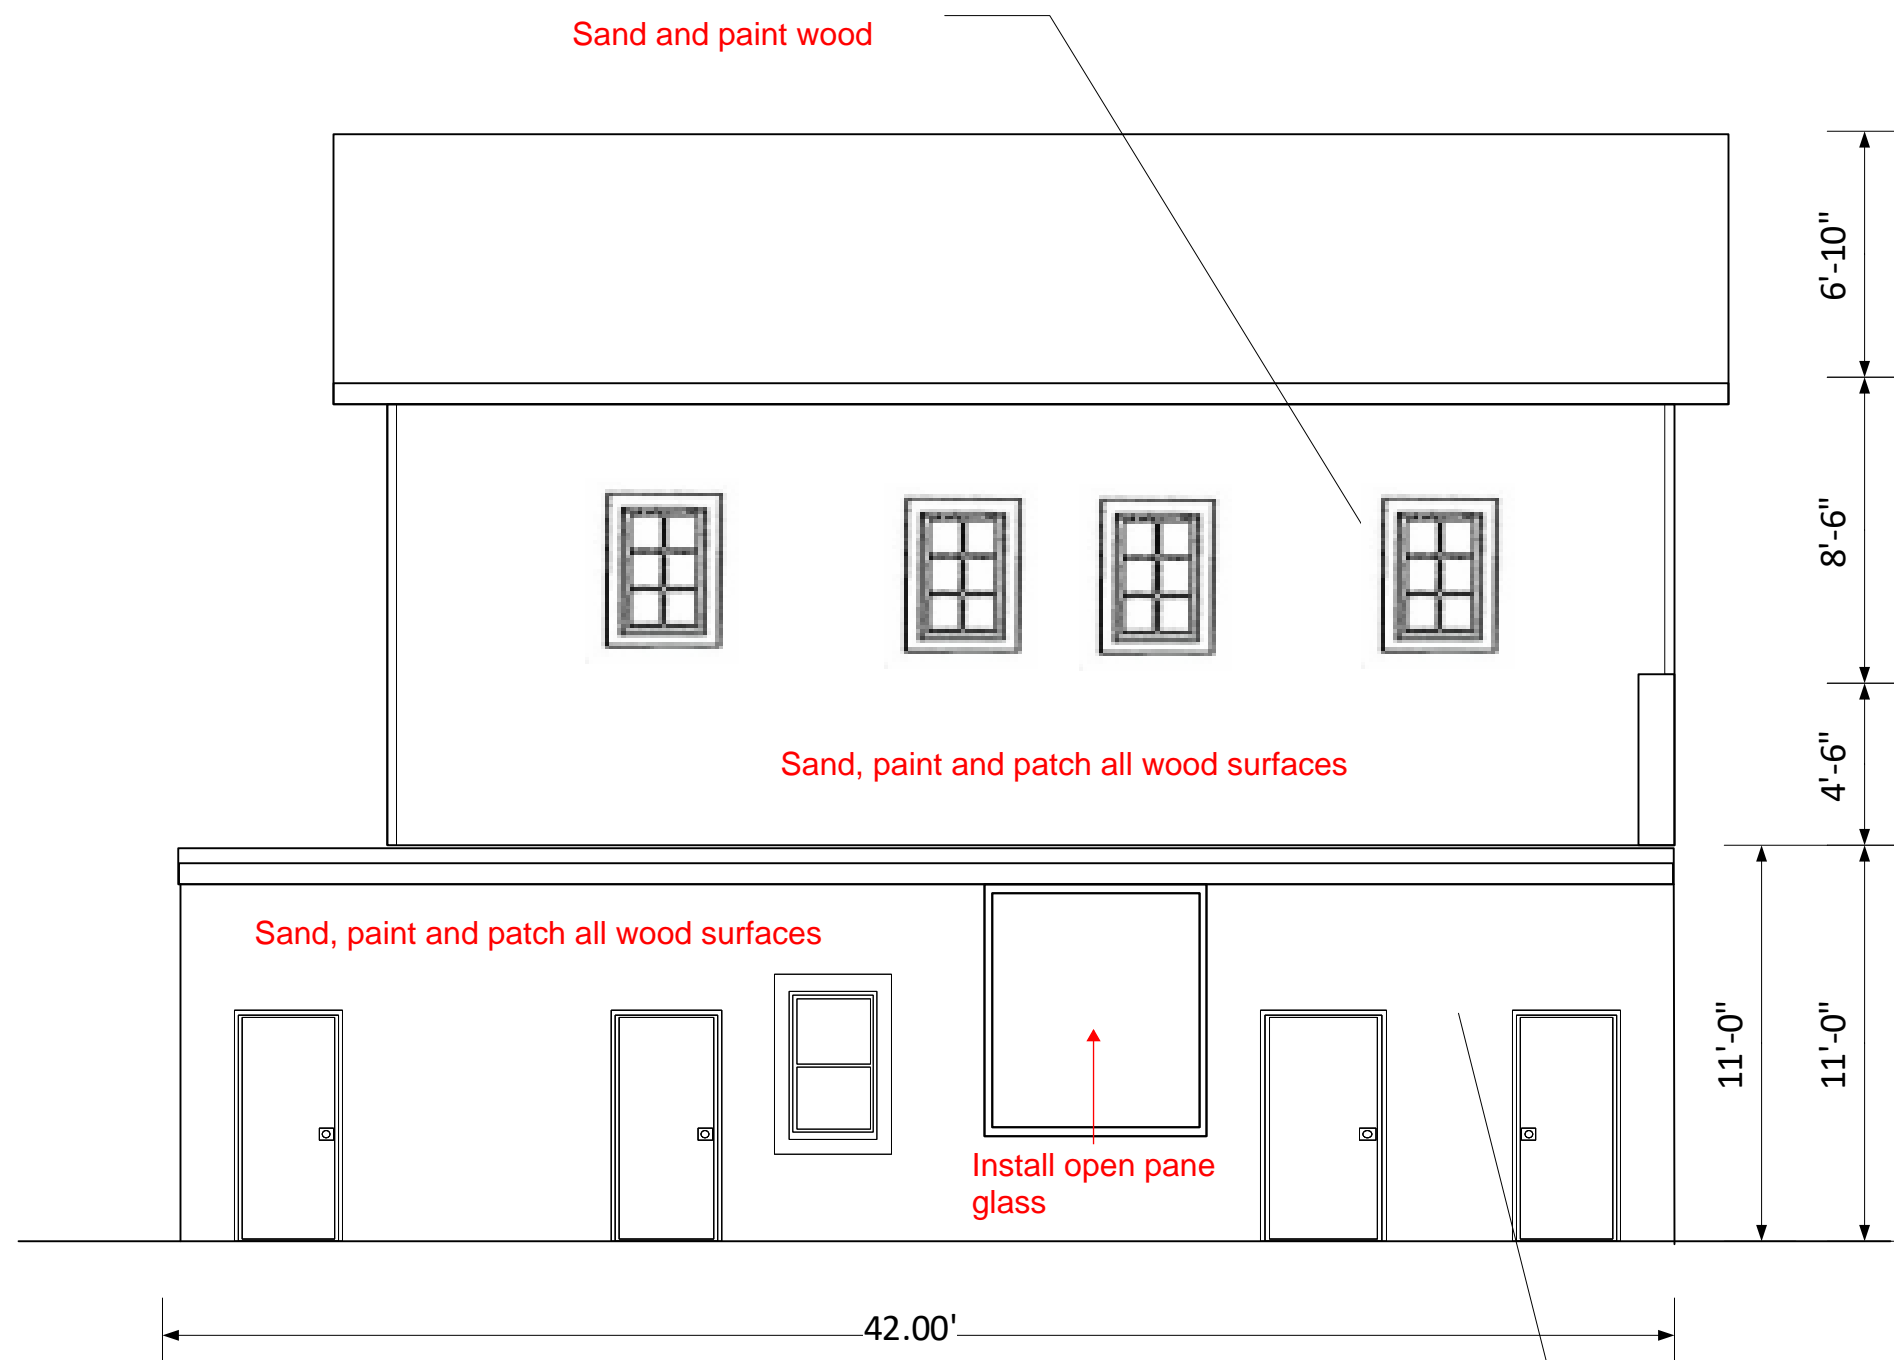 Sand and paint wood
6'-10"
8'-6"
Sand, paint and patch all wood surfaces
4'-6"
Sand, paint and patch all wood surfaces
11'-0"
11'-0"
Install open pane
glass
42.00'